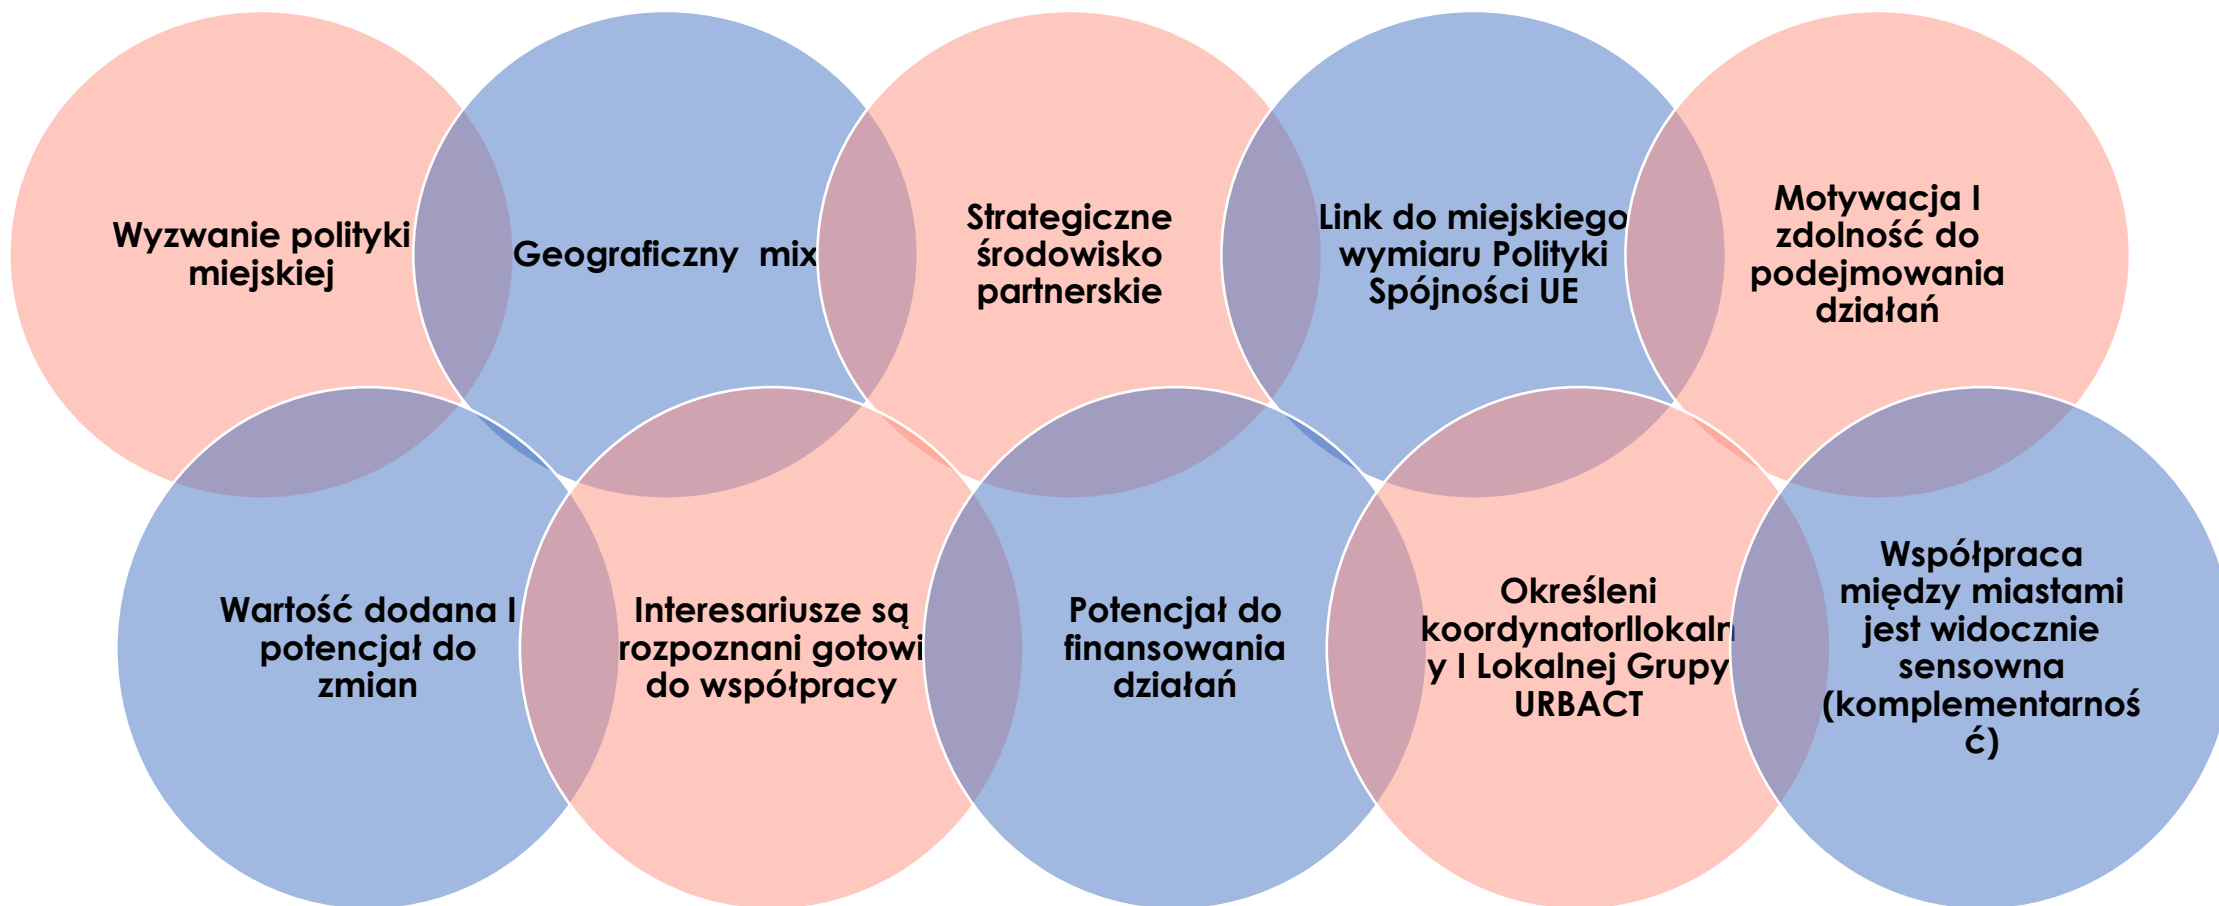 Wyzwanie polityki
miejskiej
Geograficzny mix
Strategiczne
środowisko
partnerskie
Link do miejskiego
wymiaru Polityki
Spójności UE
Motywacja I
zdolność do
podejmowania
działań
Wartość dodana I
potencjał do
zmian
Interesariusze są
rozpoznani gotowi
do współpracy
Potencjał do
finansowania
działań
Określeni
koordynatorllokaln
y I Lokalnej Grupy
URBACT
Współpraca
między miastami
jest widocznie
sensowna
(komplementarnoś
ć)